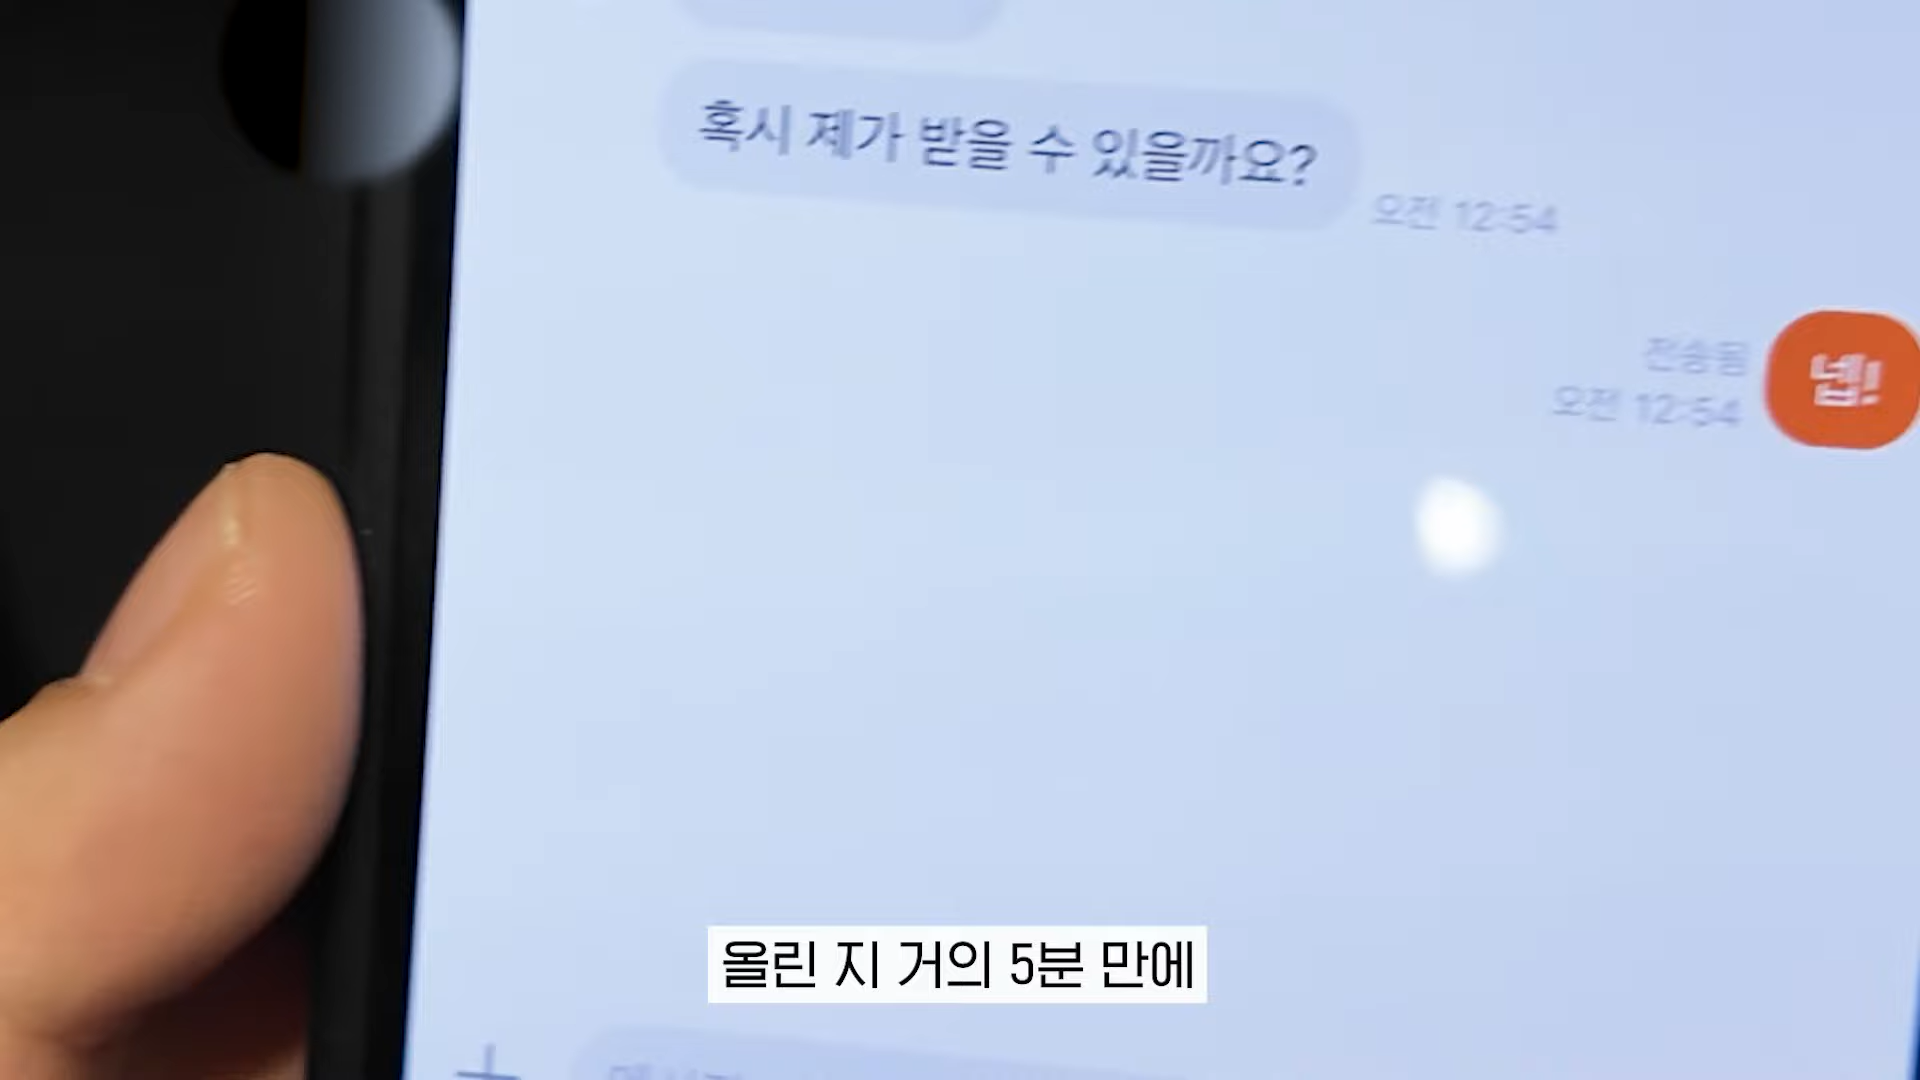 혹시 제가 받을 수 있을까요?
오전 12:54
전송됨
오전 12:54
넵!
올린 지 거의 5분 만에